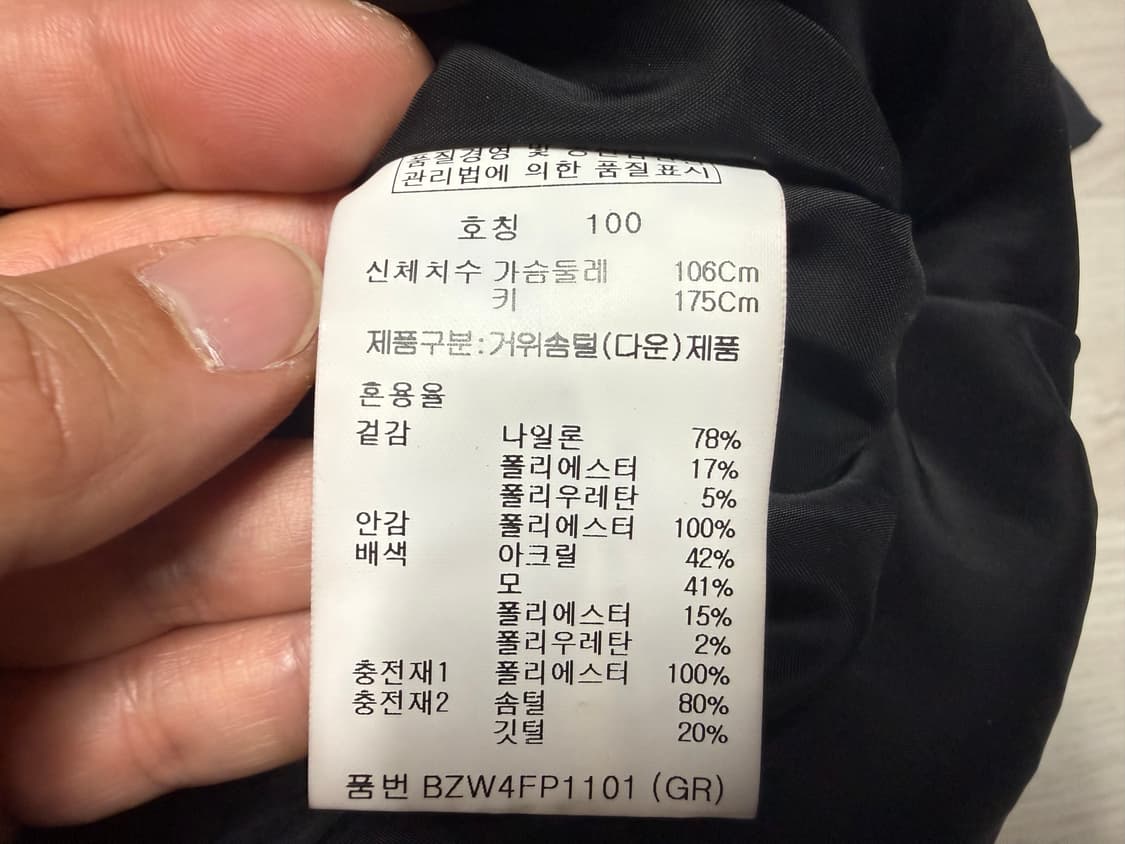 품질경영 및
관리법에 의한 품질표시
호칭 100
신체치수 가슴둘레 106Cm
키 175Cm
제품구분:거위솜털(다운)제품
혼용율
겉감 나일론 78%
폴리에스터 17%
폴리우레탄 5%
안감 폴리에스터 100%
배색 아크릴 42%
모 41%
폴리에스터 15%
폴리우레탄 2%
충전재1 폴리에스터 100%
충전재2 솜털 80%
깃털 20%
품번 BZW4FP1101 (GR)